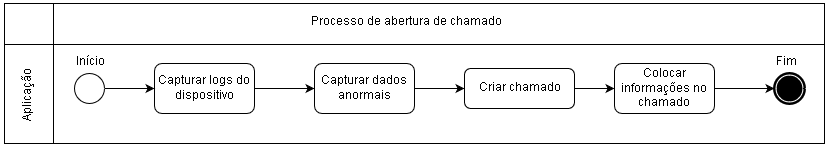 Processo de abertura de chamado
Aplicação
Início
Capturar logs do
dispositivo
Capturar dados
anormais
Criar chamado
Colocar
informações no
chamado
Fim